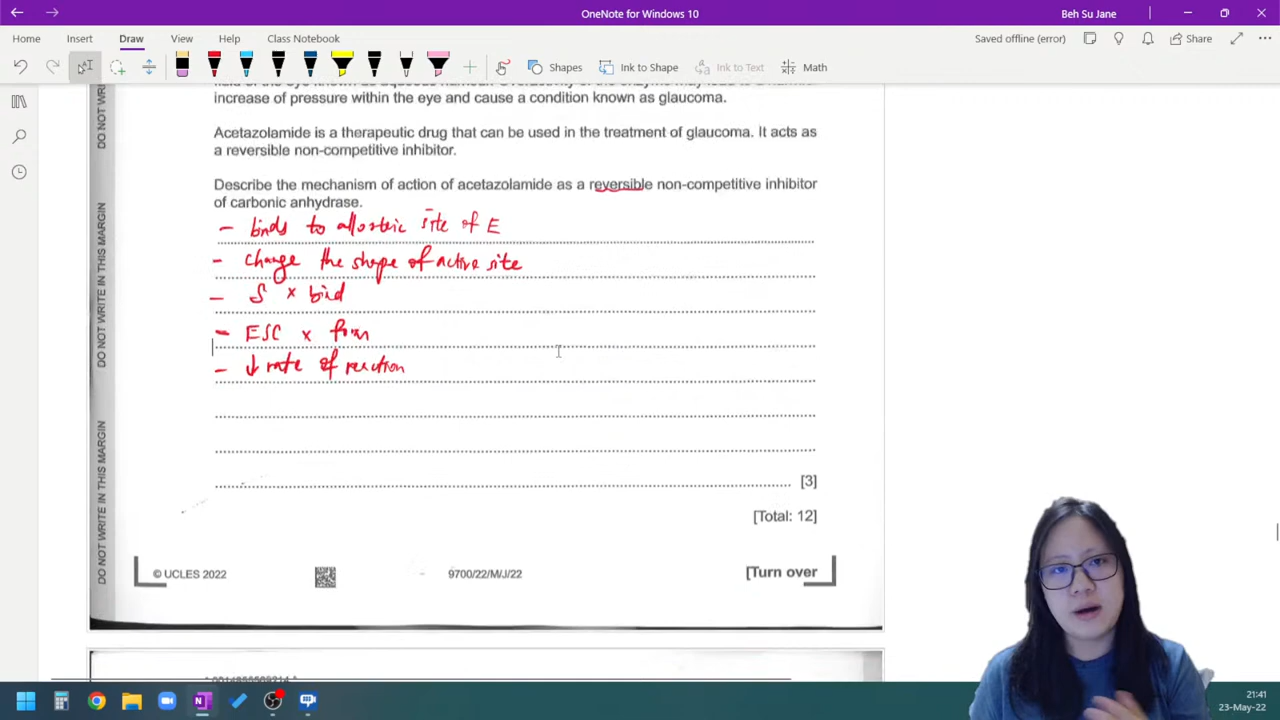 OneNote for Windows 10
Beh Su Jane
Home Insert Draw View Help Class Notebook
Saved offline (error) Share
Shapes Ink to Shape Ink to Text Math
increase of pressure within the eye and cause a condition known as glaucoma.
Acetazolamide is a therapeutic drug that can be used in the treatment of glaucoma. It acts as
a reversible non-competitive inhibitor.
Describe the mechanism of action of acetazolamide as a reversible non-competitive inhibitor
of carbonic anhydrase.
- binds to allosteric site of E
- change the shape of active site
- S × bind
- ESC × form
- ↓ rate of reaction
[3]
[Total: 12]
© UCLES 2022
9700/22/M/J/22
[Turn over
DO NOT WRITE IN THIS MARGIN
DO NOT WRITE IN THIS MARGIN
21:41
23-May-22